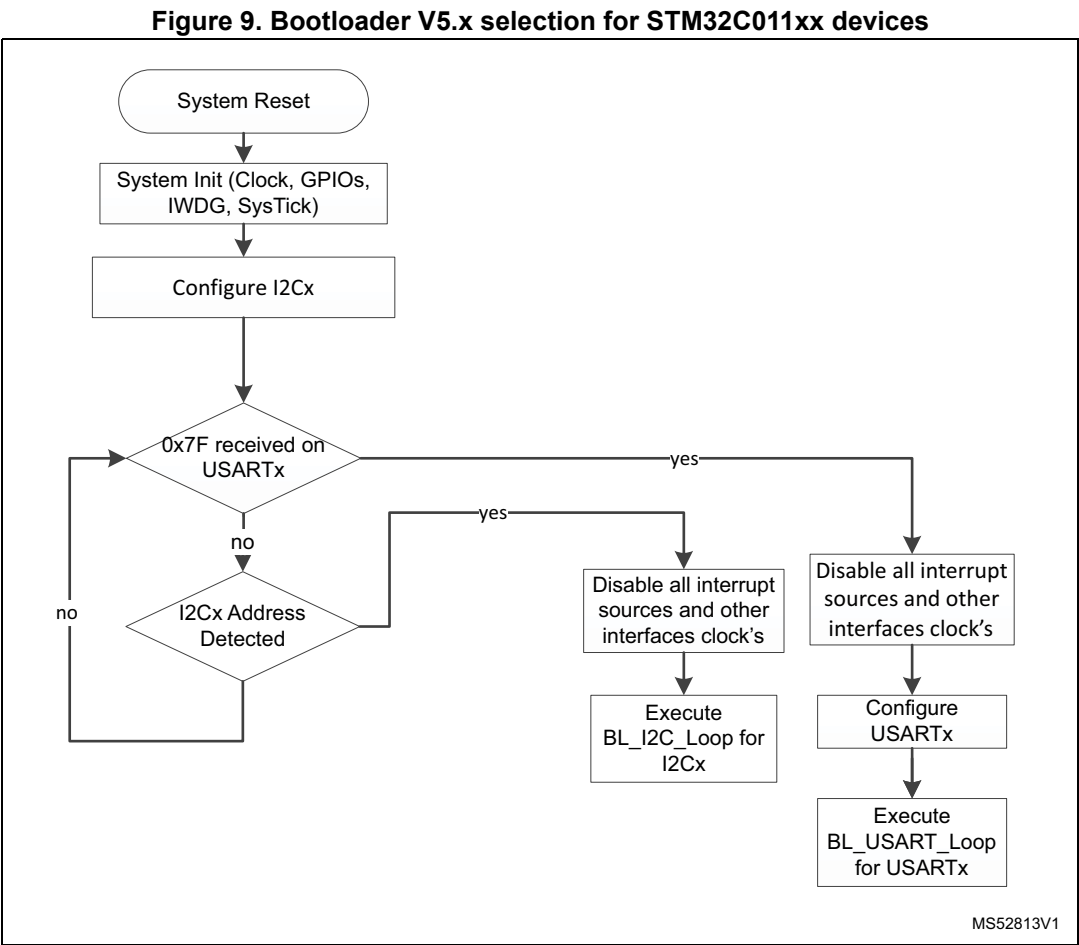 Figure 9. Bootloader V5.x selection for STM32C011xx devices
System Reset
System Init (Clock, GPIOs,
IWDG, SysTick)
Configure I2Cx
0x7F received on
USARTx
yes
no
yes
I2Cx Address
Detected
no
Disable all interrupt
sources and other
interfaces clock's
Execute
BL_I2C_Loop for
I2Cx
Disable all interrupt
sources and other
interfaces clock's
Configure
USARTx
Execute
BL_USART_Loop
for USARTx
MS52813V1